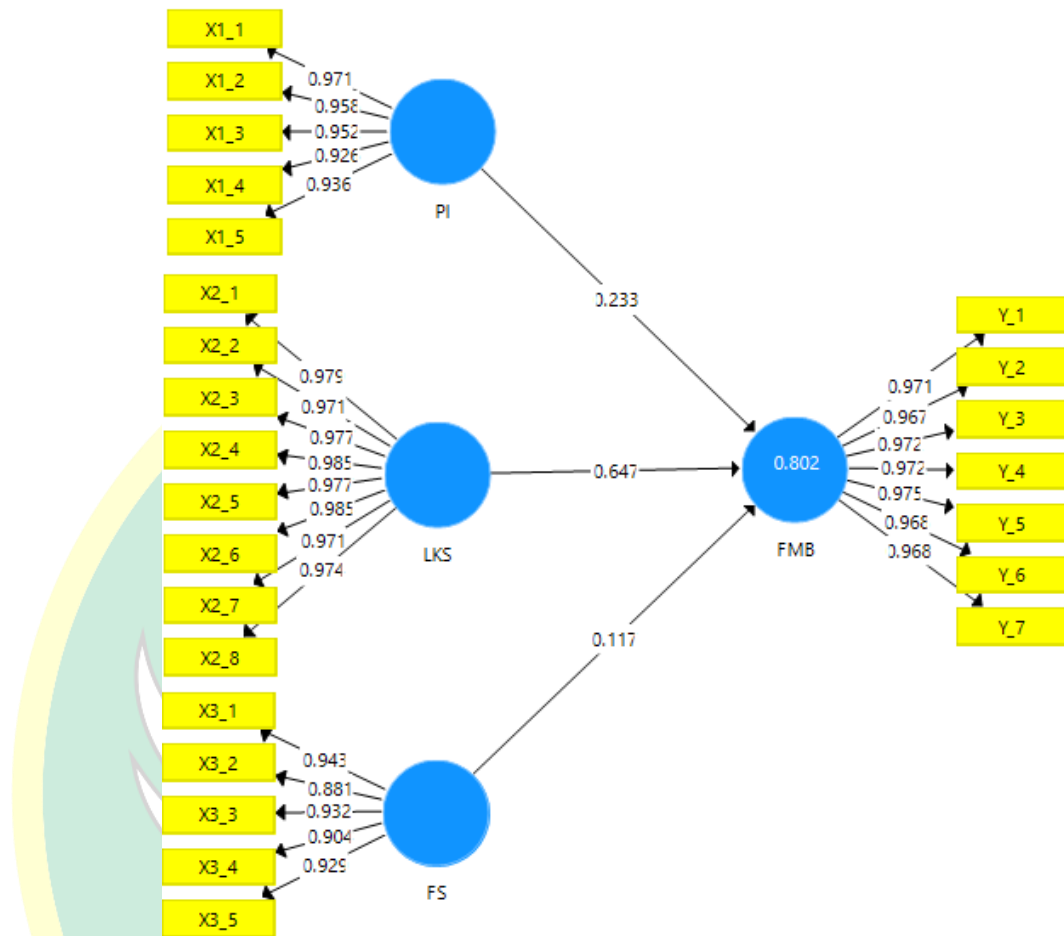 X1_1
X1_2
X1_3
X1_4
X1_5
0.971
0.958
0.952
0.926
0.936
PI
0.233
X2_1
X2_2
X2_3
X2_4
X2_5
X2_6
X2_7
X2_8
0.979
0.971
0.977
0.985
0.977
0.985
0.971
0.974
LKS
0.647
X3_1
X3_2
X3_3
X3_4
X3_5
0.943
0.881
0.932
0.904
0.929
FS
0.117
0.802
FMB
0.971
0.967
0.972
0.972
0.975
0.968
0.968
Y_1
Y_2
Y_3
Y_4
Y_5
Y_6
Y_7